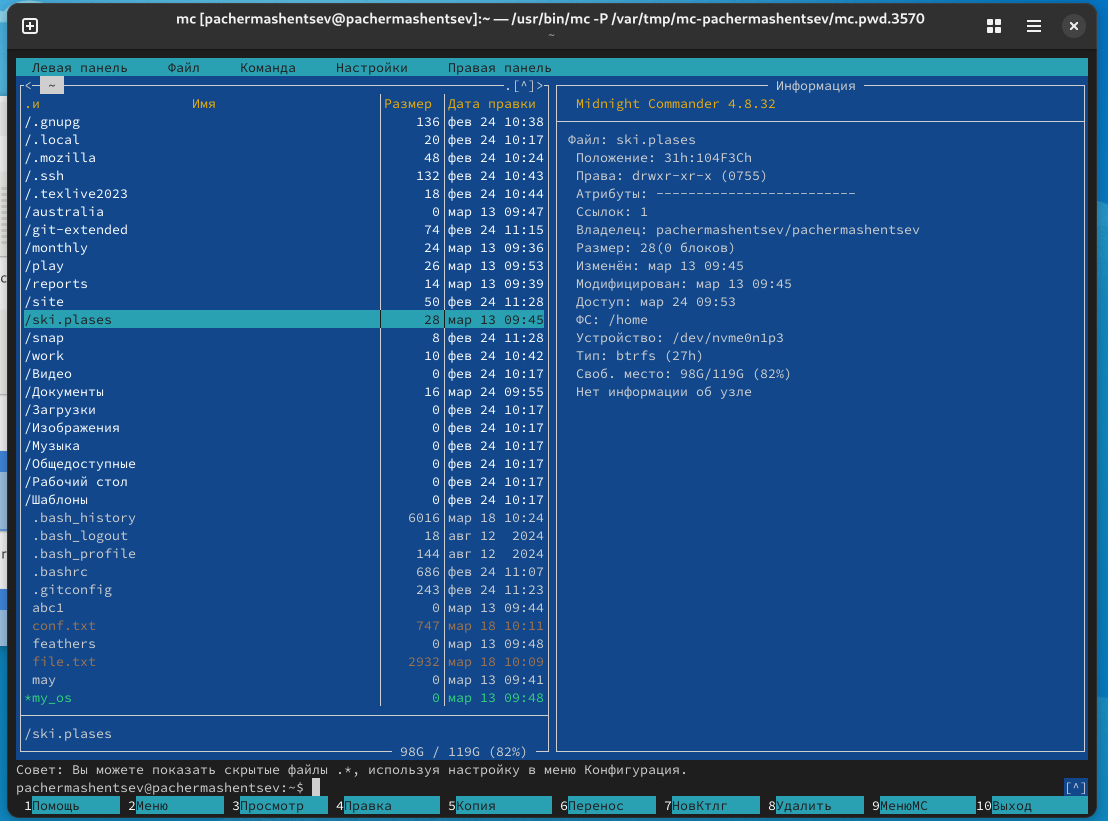 mc [pachermashentsev@pachermashentsev]:~ — /usr/bin/mc -P /var/tmp/mc-pachermashentsev/mc.pwd.3570
~
Левая панель Файл Команда Настройки Правая панель
<─ ~ .[^]>
.и Имя Размер Дата правки
/.gnupg 136 фев 24 10:38
/.local 20 фев 24 10:17
/.mozilla 48 фев 24 10:24
/.ssh 132 фев 24 10:43
/.texlive2023 18 фев 24 10:44
/australia 0 мар 13 09:47
/git-extended 74 фев 24 11:15
/monthly 24 мар 13 09:36
/play 26 мар 13 09:53
/reports 14 мар 13 09:39
/site 50 фев 24 11:28
/ski.plases 28 мар 13 09:45
/snap 8 фев 24 11:28
/work 10 фев 24 10:42
/Видео 0 фев 24 10:17
/Документы 16 мар 24 09:55
/Загрузки 0 фев 24 10:17
/Изображения 0 фев 24 10:17
/Музыка 0 фев 24 10:17
/Общедоступные 0 фев 24 10:17
/Рабочий стол 0 фев 24 10:17
/Шаблоны 0 фев 24 10:17
.bash_history 6016 мар 18 10:24
.bash_logout 18 авг 12 2024
.bash_profile 144 авг 12 2024
.bashrc 686 фев 24 11:07
.gitconfig 243 фев 24 11:23
abc1 0 мар 13 09:44
conf.txt 747 мар 18 10:11
feathers 0 мар 13 09:48
file.txt 2932 мар 18 10:09
may 0 мар 13 09:41
*my_os 0 мар 13 09:48
/ski.plases
98G / 119G (82%)
Информация
Midnight Commander 4.8.32
Файл: ski.plases
Положение: 31h:104F3Ch
Права: drwxr-xr-x (0755)
Атрибуты: -------------------------
Ссылок: 1
Владелец: pachermashentsev/pachermashentsev
Размер: 28(0 блоков)
Изменён: мар 13 09:45
Модифицирован: мар 13 09:45
Доступ: мар 24 09:53
ФС: /home
Устройство: /dev/nvme0n1p3
Тип: btrfs (27h)
Своб. место: 98G/119G (82%)
Нет информации об узле
Совет: Вы можете показать скрытые файлы .*, используя настройку в меню Конфигурация.
pachermashentsev@pachermashentsev:~$ [^]
1Помощь 2Меню 3Просмотр 4Правка 5Копия 6Перенос 7НовКтлг 8Удалить 9МенюМС 10Выход